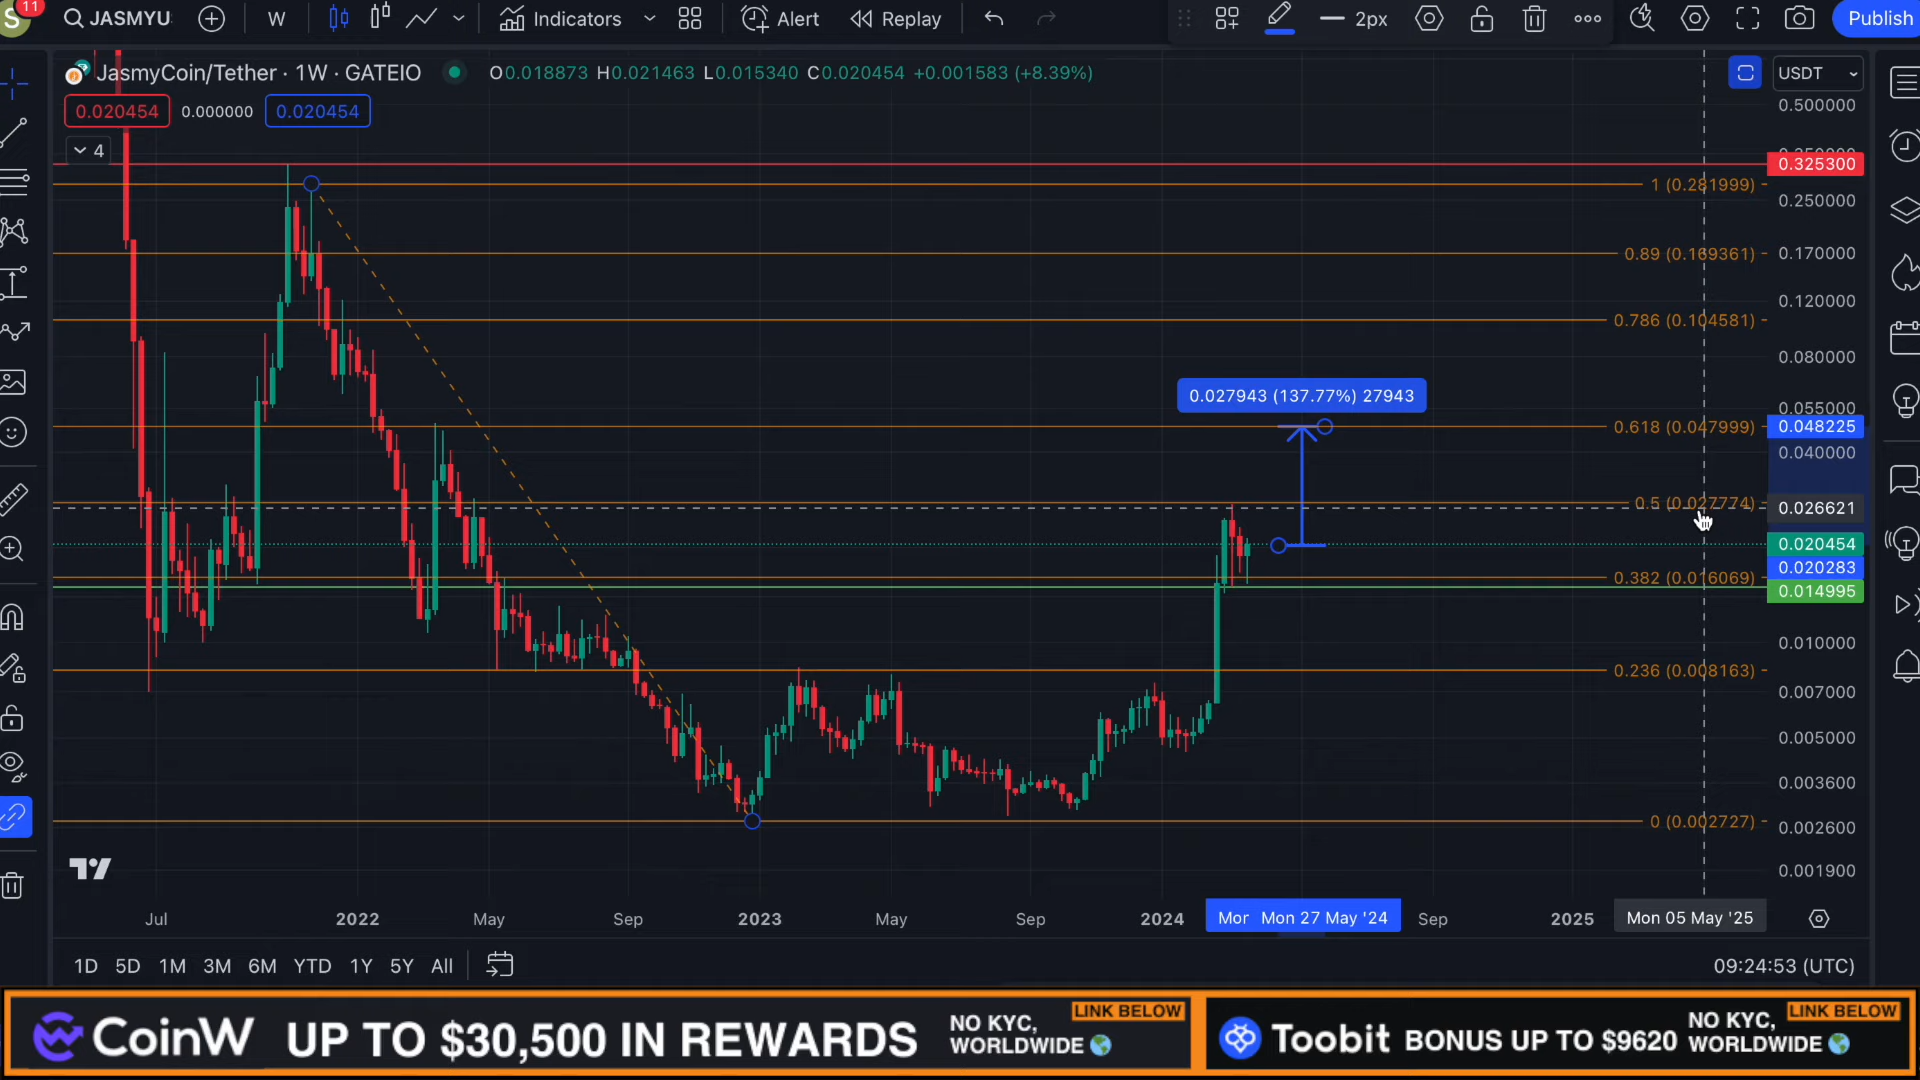 S 11 JASMYU W Indicators Alert Replay 2px Publish
JasmyCoin/Tether · 1W · GATEIO O0.018873 H0.021463 L0.015340 C0.020454 +0.001583 (+8.39%)
USDT
0.020454 0.000000 0.020454
4
0.500000
0.325300
1 (0.281999)
0.250000
0.89 (0.169361)
0.170000
0.120000
0.786 (0.104581)
0.080000
0.027943 (137.77%) 27943
0.055000
0.618 (0.047999)
0.048225
0.040000
0.5 (0.027774)
0.026621
0.020454
0.020283
0.382 (0.016069)
0.014995
0.010000
0.236 (0.008163)
0.007000
0.005000
0.003600
0 (0.002727)
0.002600
0.001900
Jul 2022 May Sep 2023 May Sep 2024 Mor Mon 27 May '24 Sep 2025 Mon 05 May '25
1D 5D 1M 3M 6M YTD 1Y 5Y All 09:24:53 (UTC)
CoinW UP TO $30,500 IN REWARDS
NO KYC,
WORLDWIDE
LINK BELOW
Toobit BONUS UP TO $9620
NO KYC,
WORLDWIDE
LINK BELOW